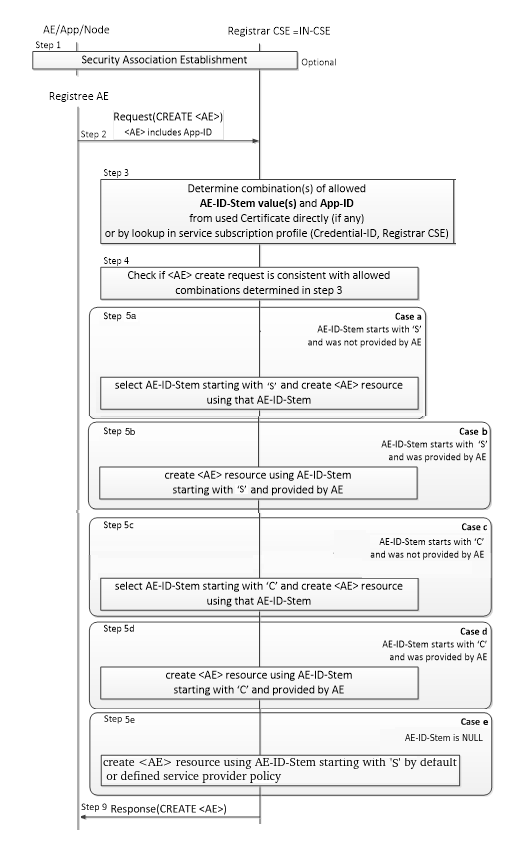 AE/App/Node
Registrar CSE =IN-CSE
Step 1
Security Association Establishment
Optional
Registree AE
Request(CREATE <AE>)
Step 2
<AE> includes App-ID
Step 3
Determine combination(s) of allowed
AE-ID-Stem value(s) and App-ID
from used Certificate directly (if any)
or by lookup in service subscription profile (Credential-ID, Registrar CSE)
Step 4
Check if <AE> create request is consistent with allowed
combinations determined in step 3
Step 5a
Case a
AE-ID-Stem starts with 'S'
and was not provided by AE
select AE-ID-Stem starting with 'S' and create <AE> resource
using that AE-ID-Stem
Step 5b
Case b
AE-ID-Stem starts with 'S'
and was provided by AE
create <AE> resource using AE-ID-Stem
starting with 'S' and provided by AE
Step 5c
Case c
AE-ID-Stem starts with 'C'
and was not provided by AE
select AE-ID-Stem starting with 'C' and create <AE> resource
using that AE-ID-Stem
Step 5d
Case d
AE-ID-Stem starts with 'C'
and was provided by AE
create <AE> resource using AE-ID-Stem
starting with 'C' and provided by AE
Step 5e
Case e
AE-ID-Stem is NULL
create <AE> resource using AE-ID-Stem starting with 'S' by default
or defined service provider policy
Step 9
Response(CREATE <AE>)